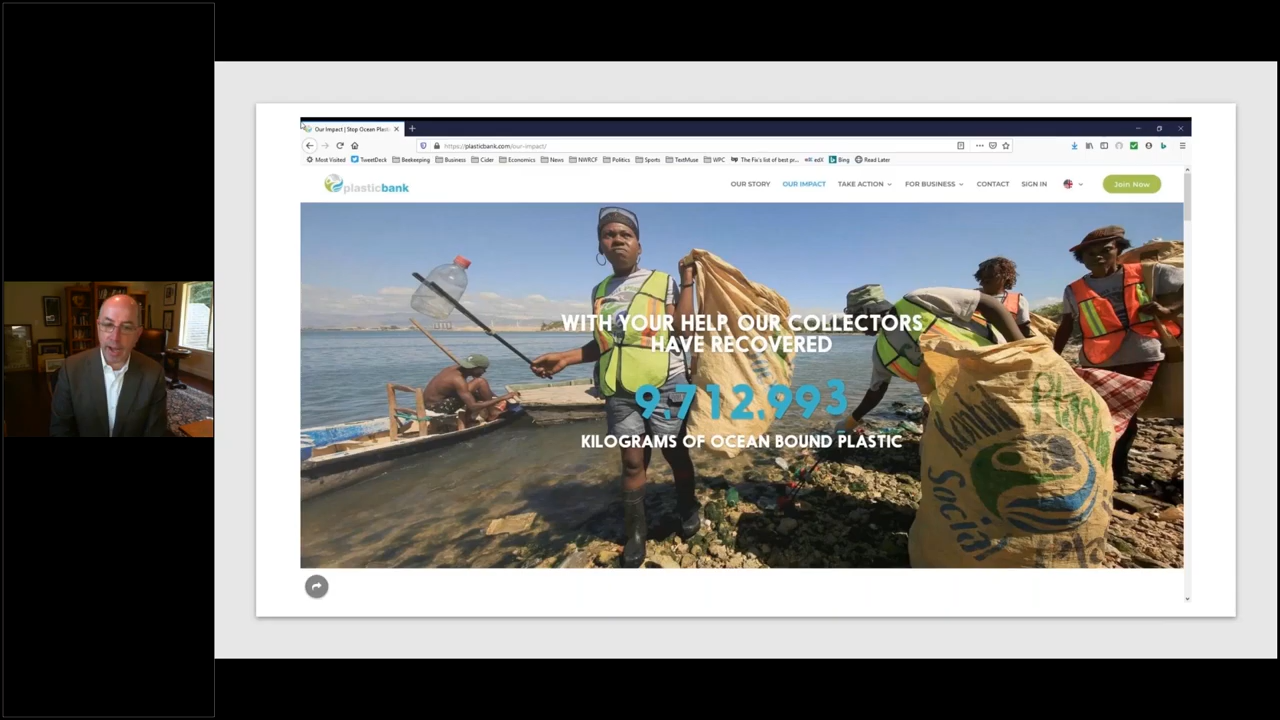 Our Impact | Stop Ocean Plast
https://plasticbank.com/our-impact/
Most Visited TweetDeck Beekeeping Business Cider Economics News NWRCF Politics Sports TextMuse WPC The Fix's list of best pr... edX Bing Read Later
plasticbank
OUR STORY OUR IMPACT TAKE ACTION FOR BUSINESS CONTACT SIGN IN Join Now
WITH YOUR HELP, OUR COLLECTORS
HAVE RECOVERED
9,712,993
KILOGRAMS OF OCEAN BOUND PLASTIC
Plastic
Social